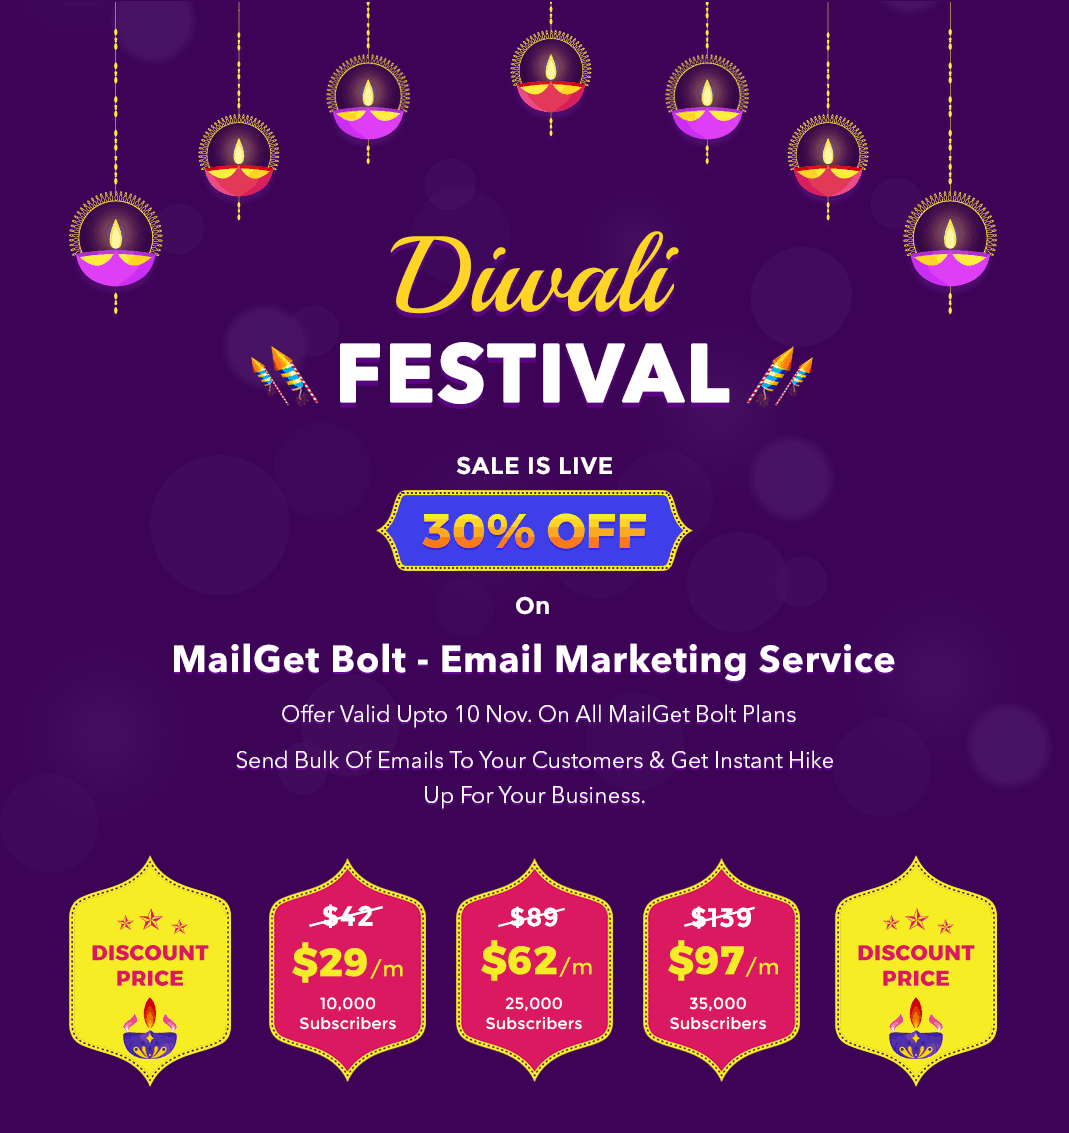 Diwali
FESTIVAL
SALE IS LIVE
30% OFF
On
MailGet Bolt - Email Marketing Service
Offer Valid Upto 10 Nov. On All MailGet Bolt Plans
Send Bulk Of Emails To Your Customers & Get Instant Hike
Up For Your Business.
DISCOUNT
PRICE
$42
$29/m
10,000
Subscribers
$89
$62/m
25,000
Subscribers
$139
$97/m
35,000
Subscribers
DISCOUNT
PRICE